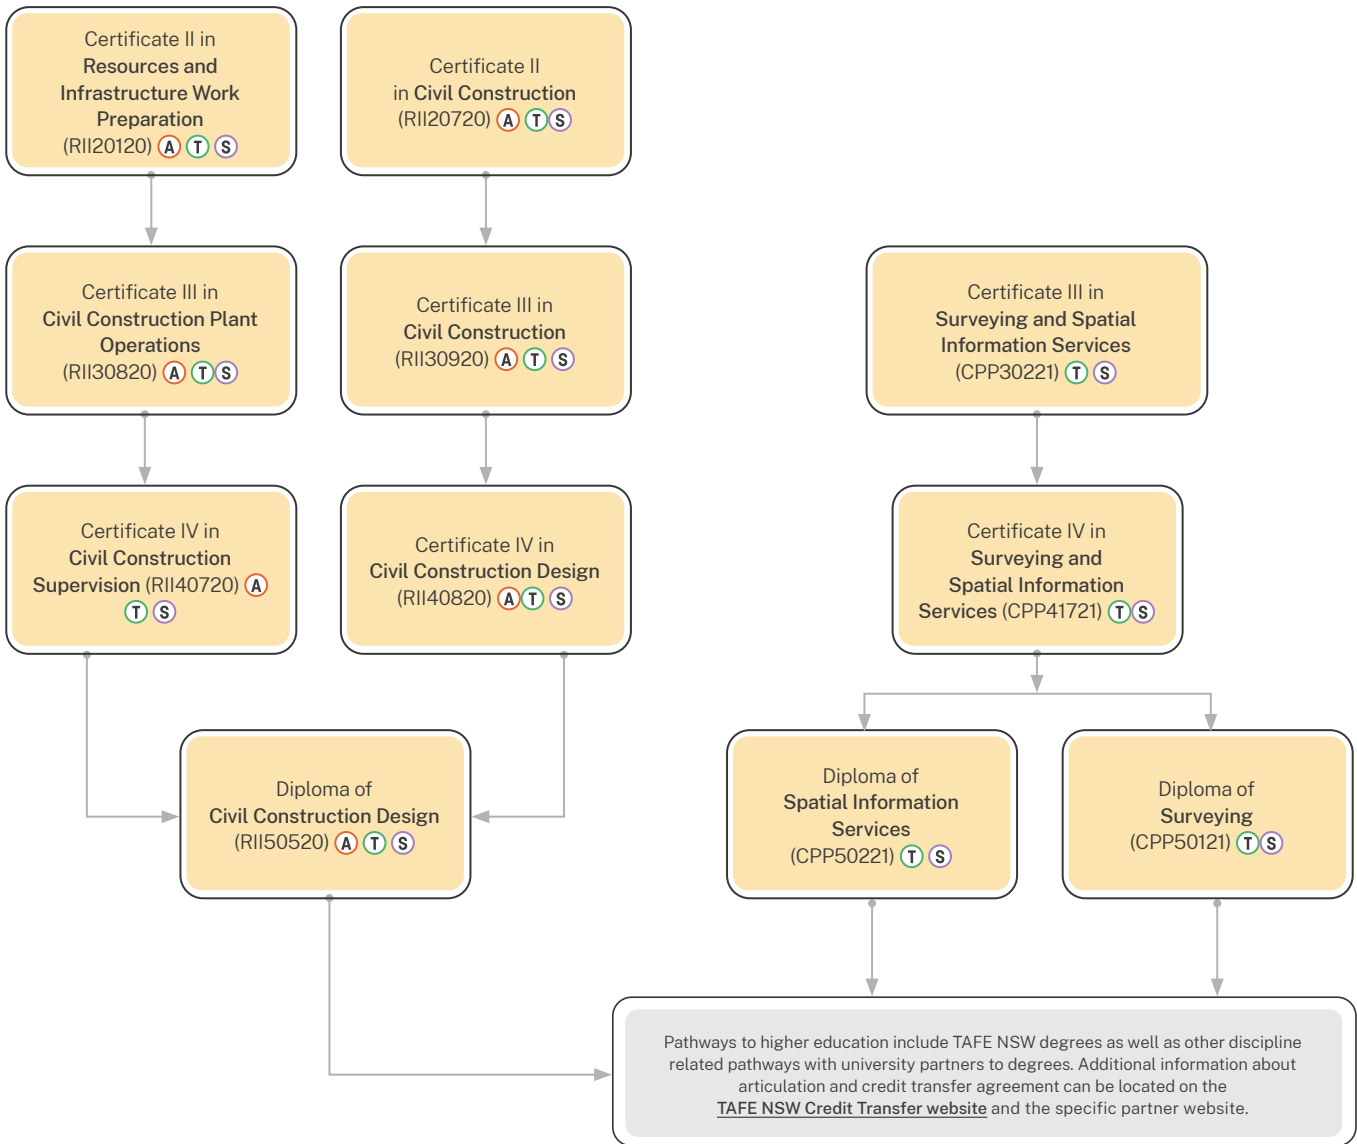 Certificate II in
Resources and
Infrastructure Work
Preparation
(RII20120) A T S
Certificate II
in Civil Construction
(RII20720) A T S
Certificate III in
Civil Construction Plant
Operations
(RII30820) A T S
Certificate III in
Civil Construction
(RII30920) A T S
Certificate III in
Surveying and Spatial
Information Services
(CPP30221) T S
Certificate IV in
Civil Construction
Supervision (RII40720) A
T S
Certificate IV in
Civil Construction Design
(RII40820) A T S
Certificate IV in
Surveying and
Spatial Information
Services (CPP41721) T S
Diploma of
Civil Construction Design
(RII50520) A T S
Diploma of
Spatial Information
Services
(CPP50221) T S
Diploma of
Surveying
(CPP50121) T S
Pathways to higher education include TAFE NSW degrees as well as other discipline
related pathways with university partners to degrees. Additional information about
articulation and credit transfer agreement can be located on the
TAFE NSW Credit Transfer website and the specific partner website.